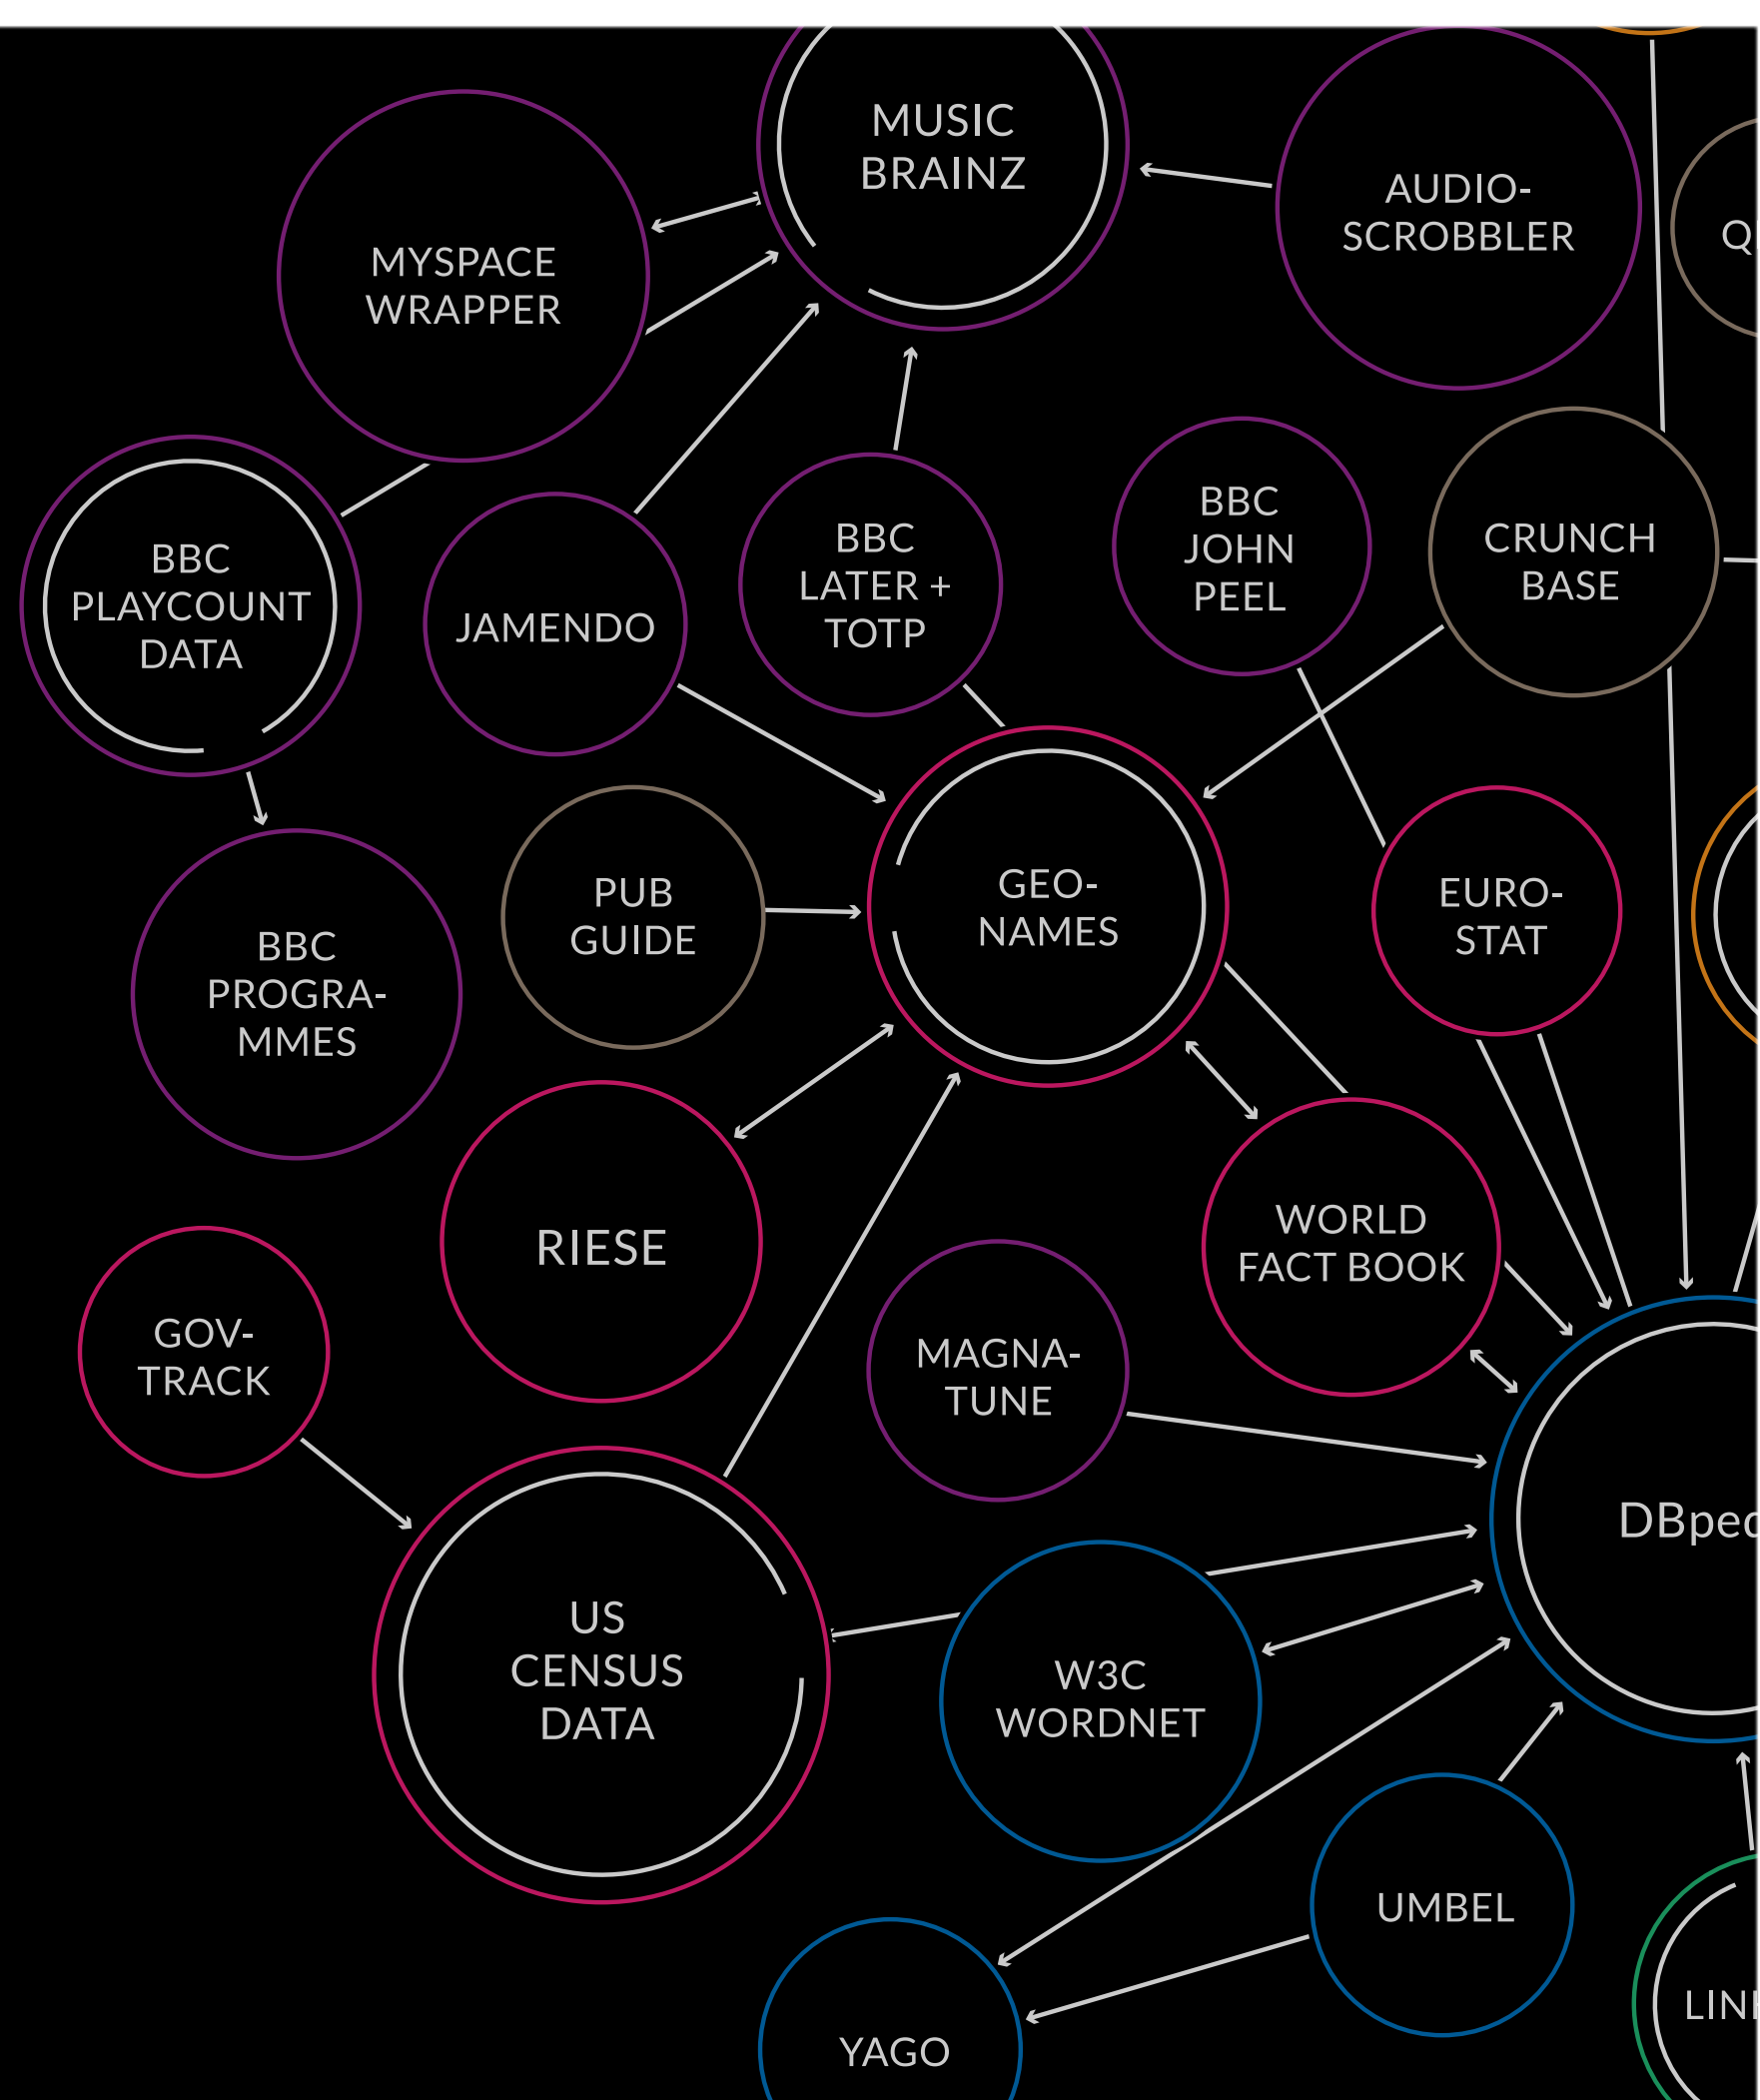 MUSIC
BRAINZ
AUDIO-
SCROBBLER
MYSPACE
WRAPPER
BBC
PLAYCOUNT
DATA
JAMENDO
BBC
LATER +
TOTP
BBC
JOHN
PEEL
CRUNCH
BASE
BBC
PROGRA-
MMES
PUB
GUIDE
GEO-
NAMES
EURO-
STAT
RIESE
WORLD
FACT BOOK
GOV-
TRACK
MAGNA-
TUNE
US
CENSUS
DATA
W3C
WORDNET
UMBEL
YAGO